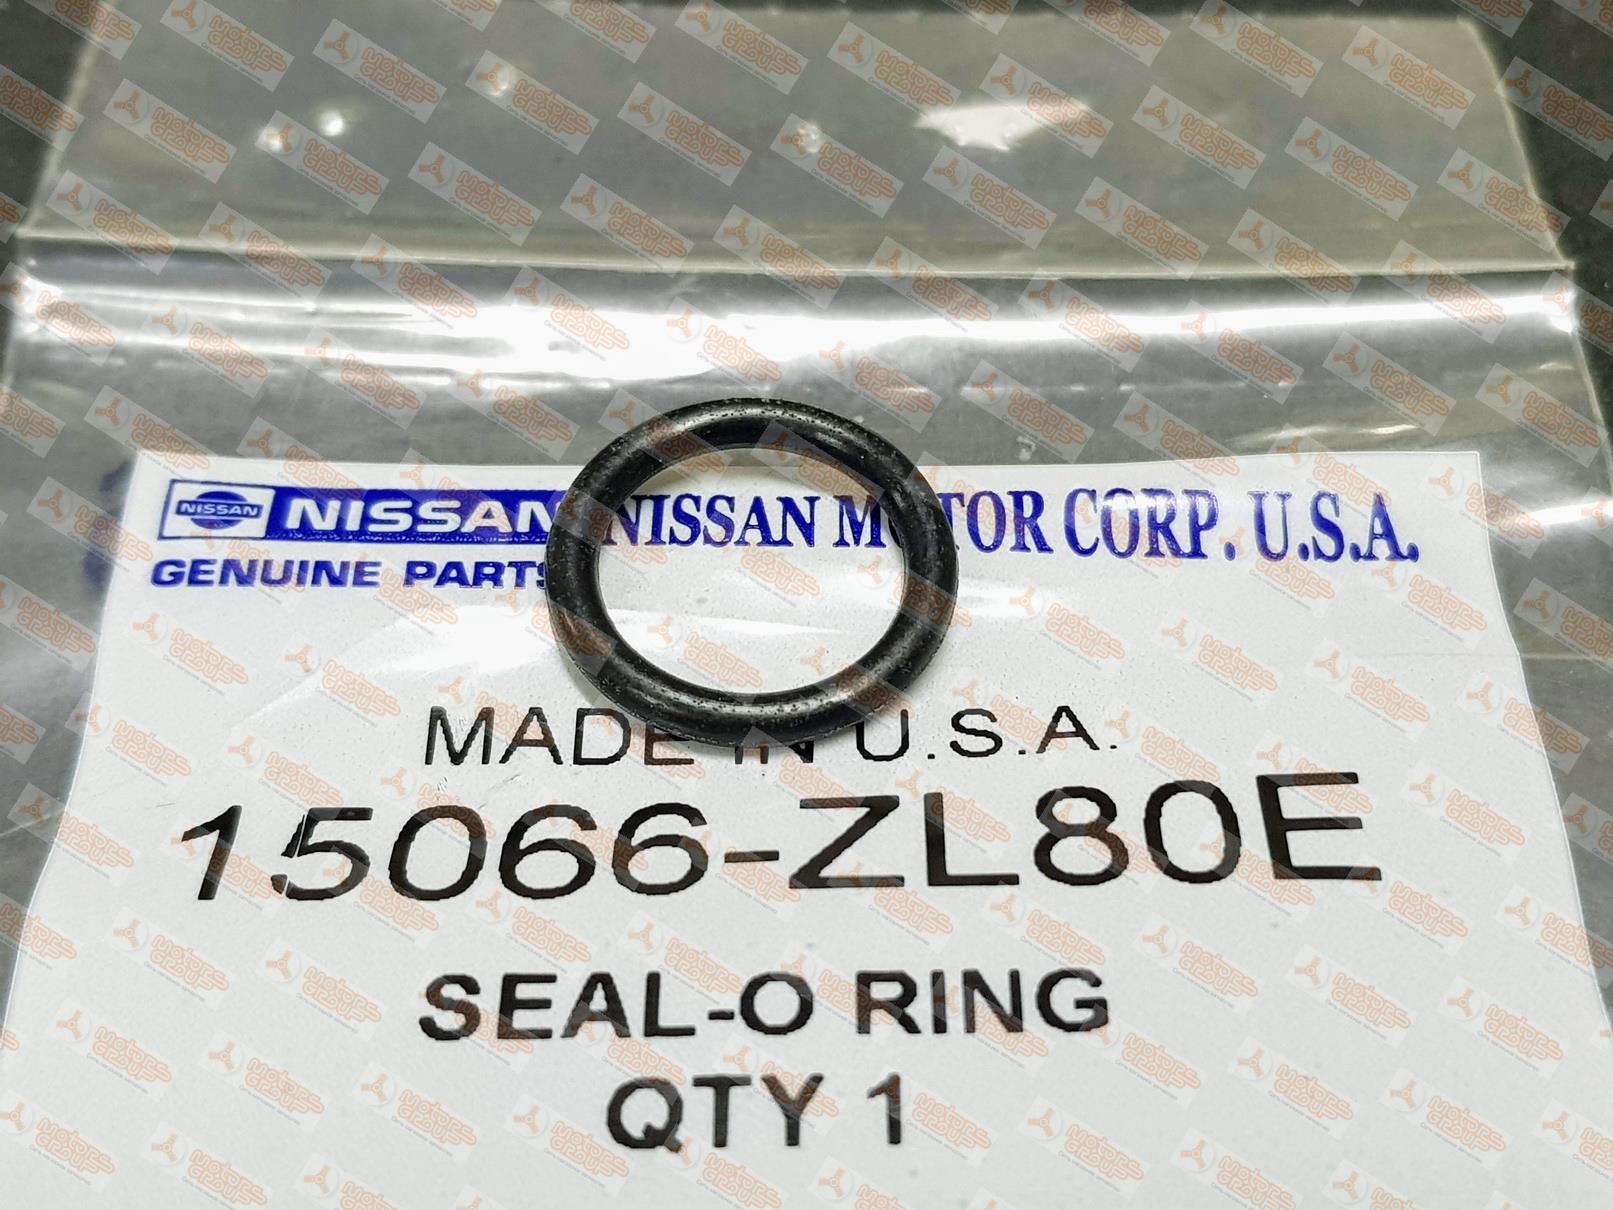 NISSAN NISSAN NISSAN MOTOR CORP. U.S.A.
GENUINE PARTS
MADE IN U.S.A.
15066-ZL80E
SEAL-O RING
QTY 1